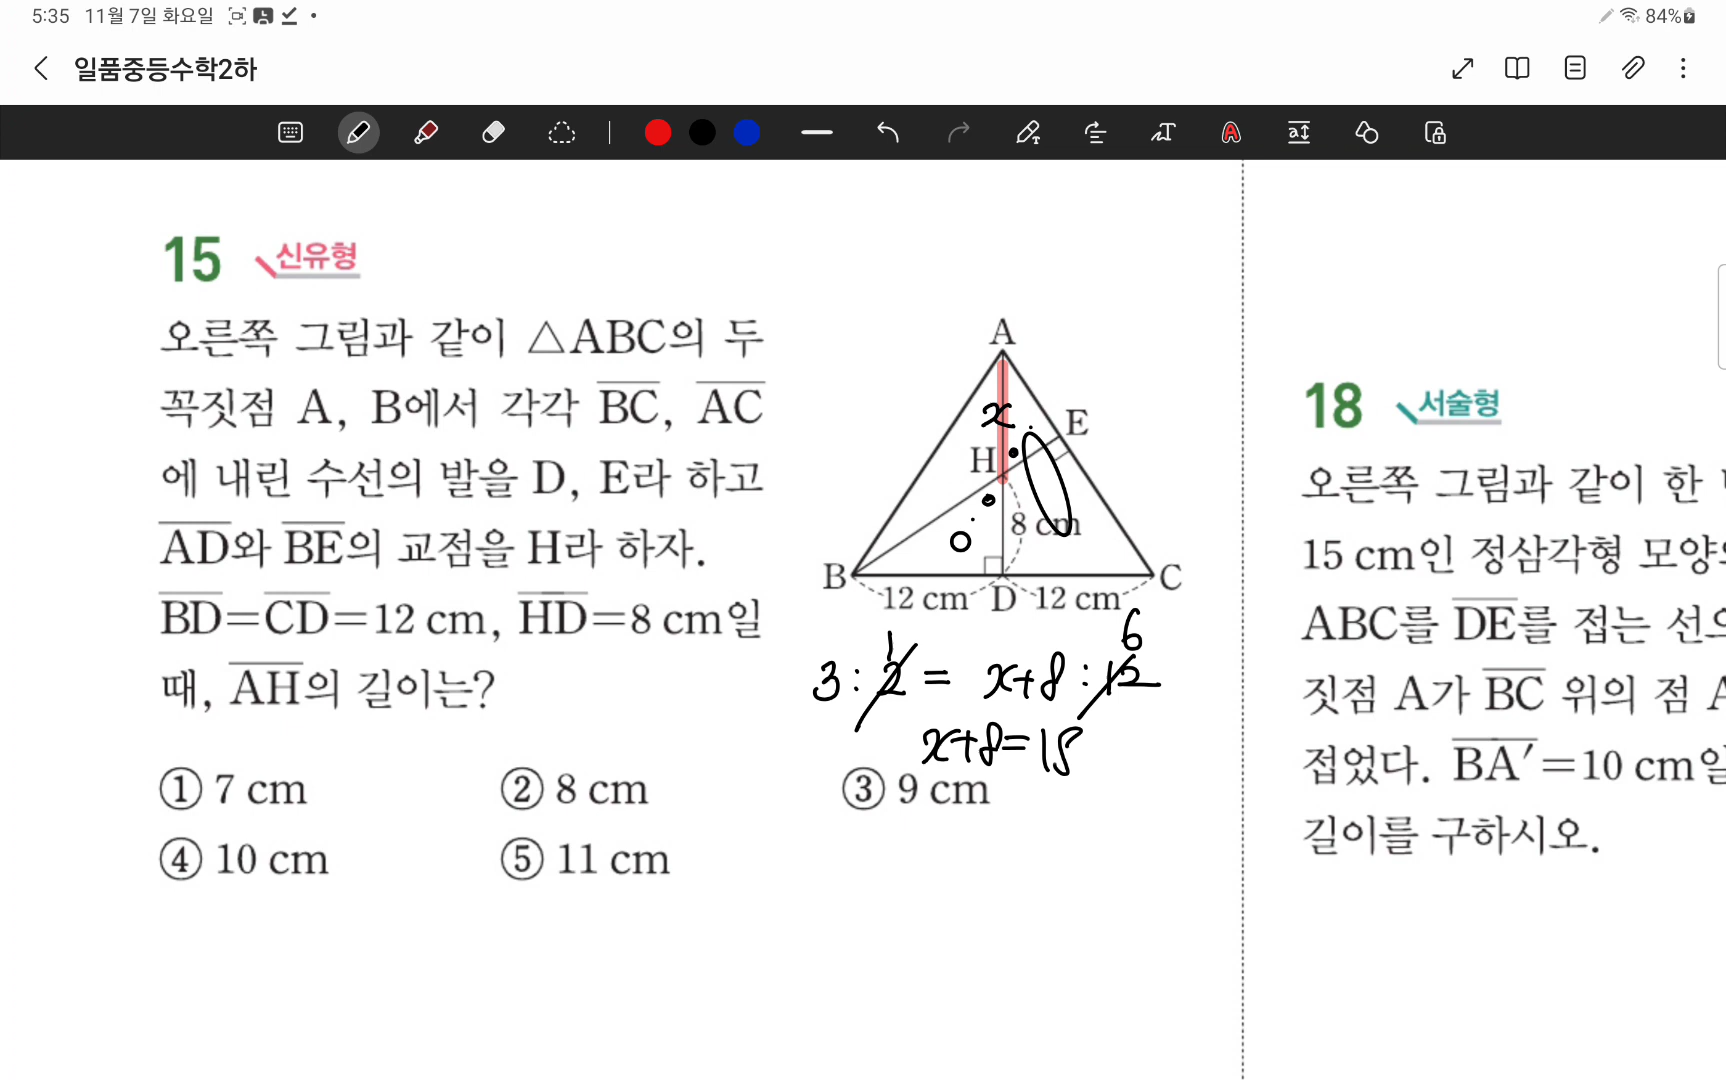 5:35 11월 7일 화요일
84%
일품중등수학2하
15 신유형
오른쪽 그림과 같이 △ABC의 두
꼭짓점 A, B에서 각각 BC, AC
에 내린 수선의 발을 D, E라 하고
AD와 BE의 교점을 H라 하자.
BD=CD=12 cm, HD=8 cm일
때, AH의 길이는?
① 7 cm ② 8 cm ③ 9 cm
④ 10 cm ⑤ 11 cm
A
x
E
H
8 cm
B
12 cm D 12 cm
C
1 6
3 : 2 = x+8 : 12
x+8=18
18 서술형
오른쪽 그림과 같이 한
15 cm인 정삼각형 모양
ABC를 DE를 접는 선
짓점 A가 BC 위의 점
접었다. BA′=10 cm일
길이를 구하시오.